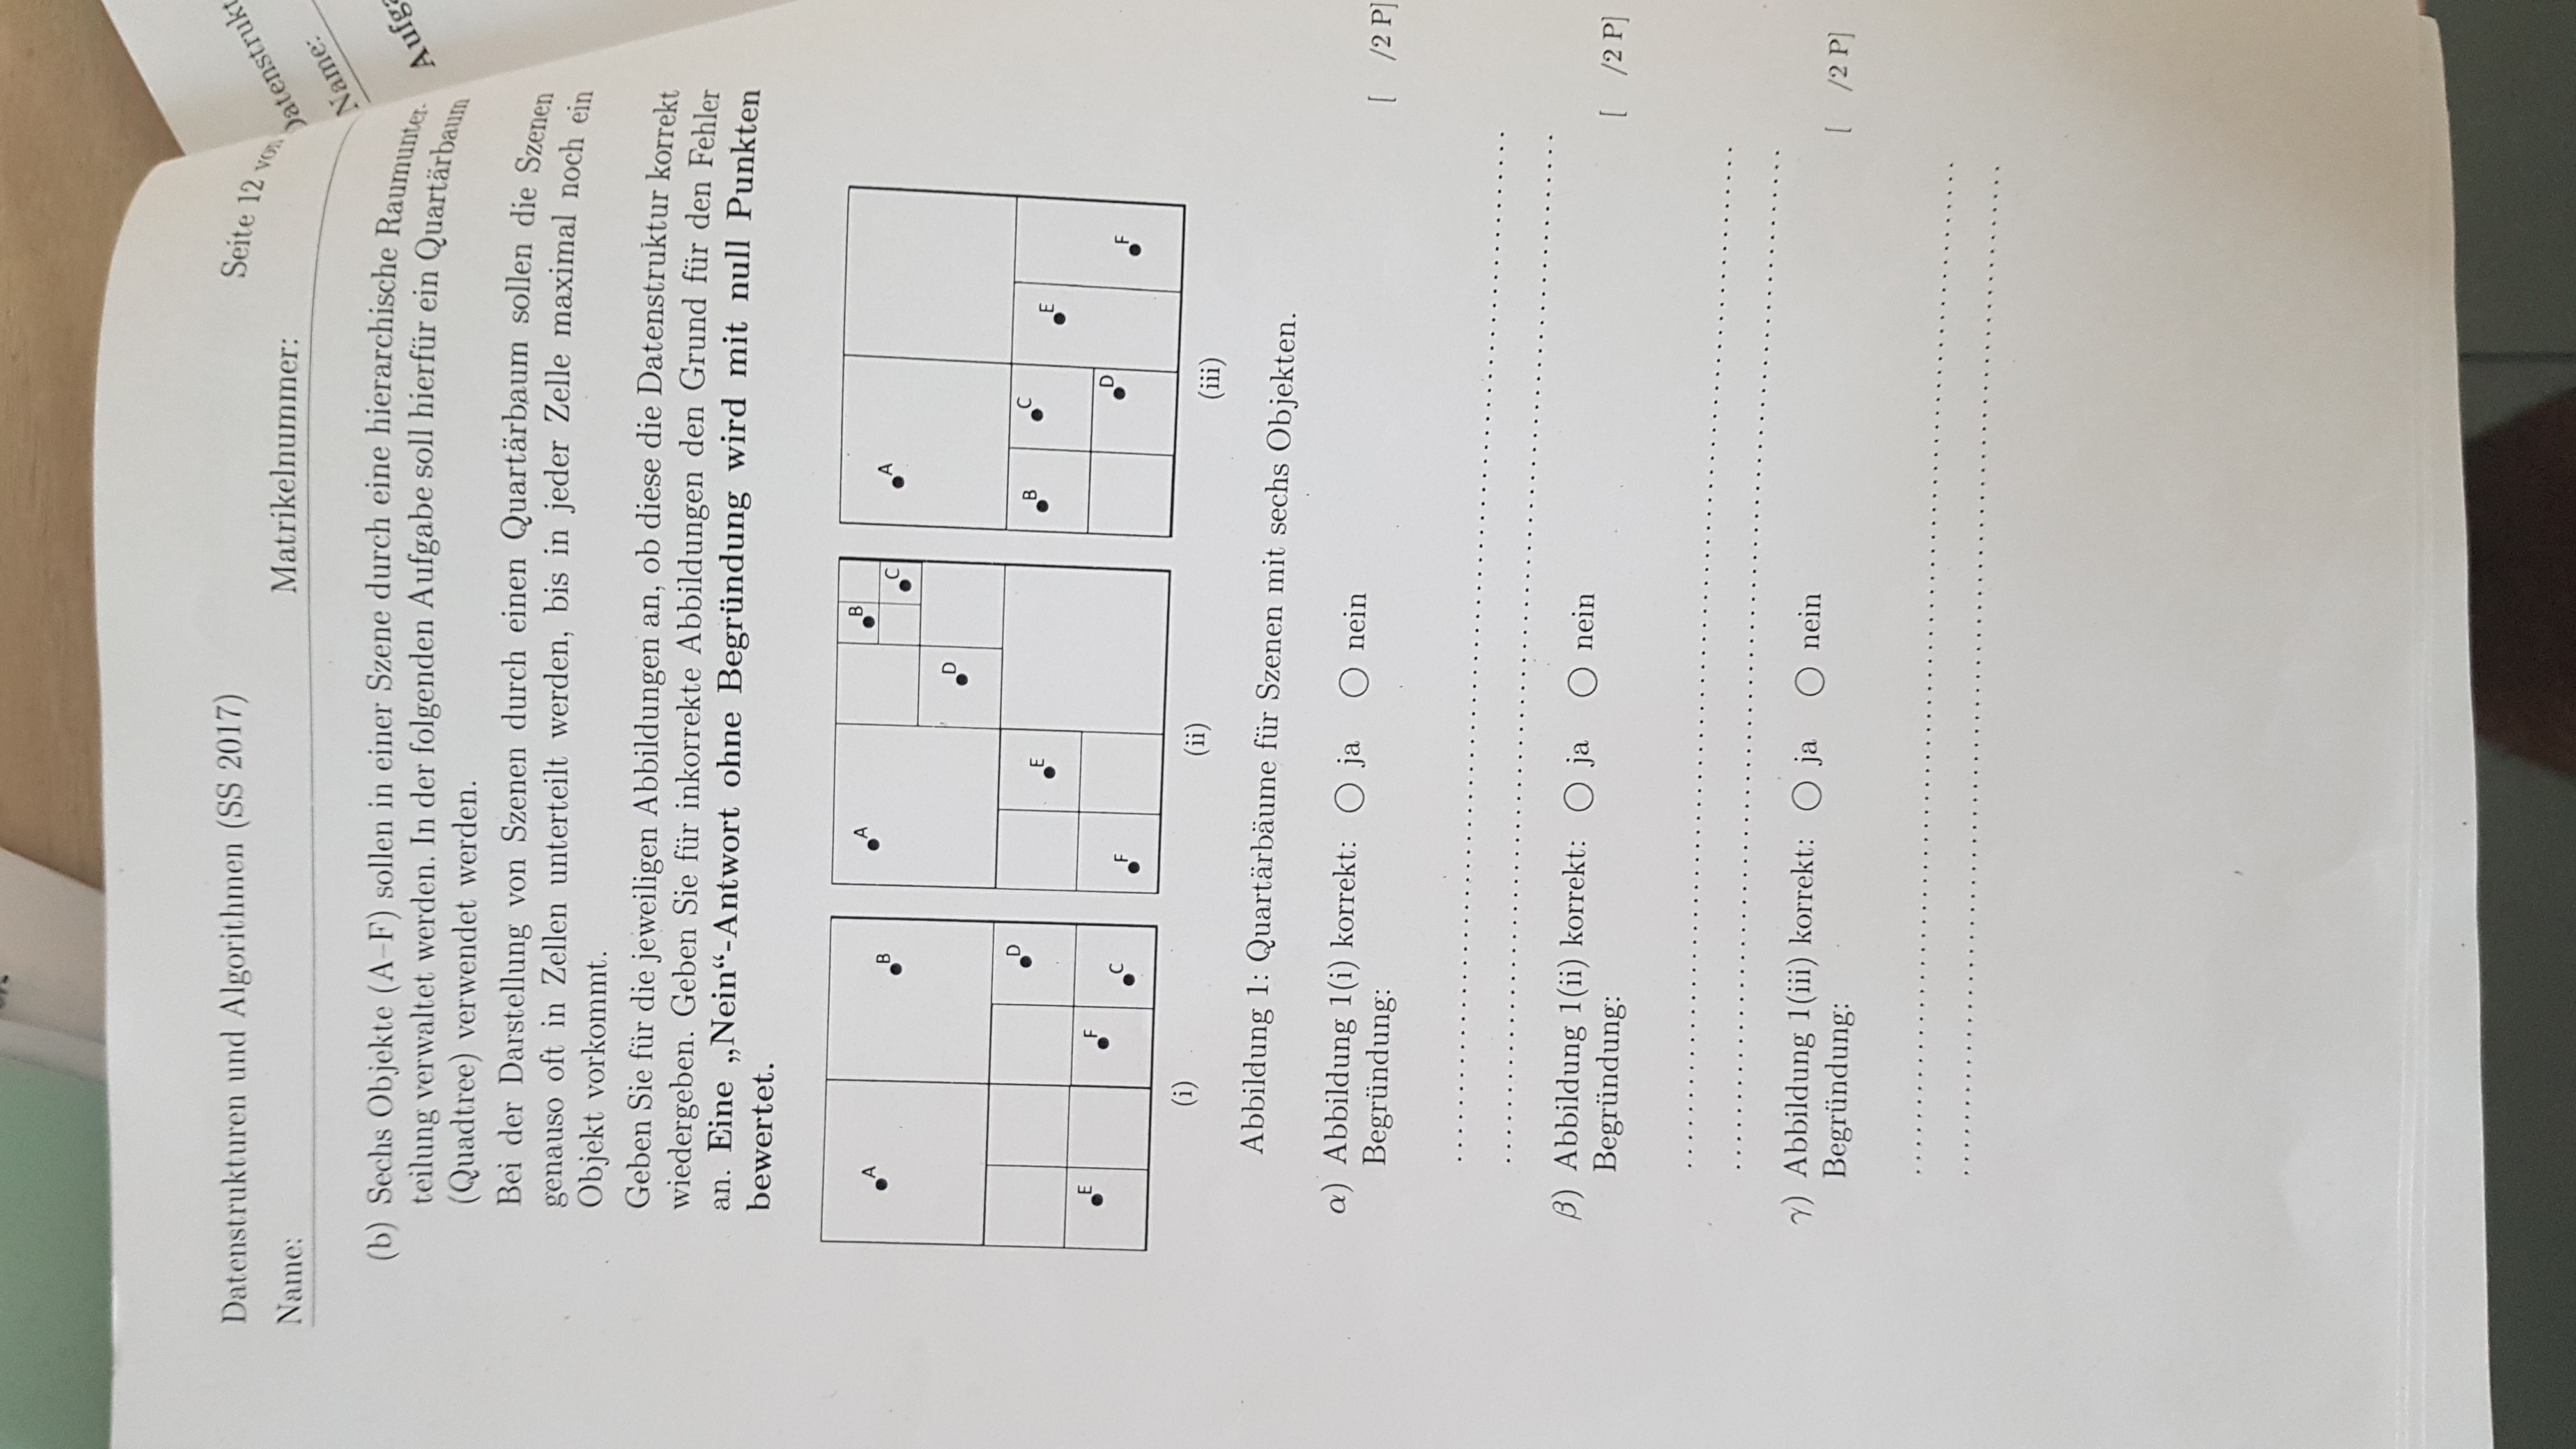 Datenstrukturen und Algorithmen (SS 2017)
Seite 12 von
Name:
Matrikelnummer:
(b) Sechs Objekte (A–F) sollen in einer Szene durch eine hierarchische Raumunter-
teilung verwaltet werden. In der folgenden Aufgabe soll hierfür ein Quartärbaum
(Quadtree) verwendet werden.
Bei der Darstellung von Szenen durch einen Quartärbaum sollen die Szenen
genauso oft in Zellen unterteilt werden, bis in jeder Zelle maximal noch ein
Objekt vorkommt.
Geben Sie für die jeweiligen Abbildungen an, ob diese die Datenstruktur korrekt
wiedergeben. Geben Sie für inkorrekte Abbildungen den Grund für den Fehler
an. Eine „Nein“-Antwort ohne Begründung wird mit null Punkten
bewertet.
A
B
D
E
F
C
(i)
A
B
C
D
E
F
(ii)
A
B
C
E
D
F
(iii)
Abbildung 1: Quartärbäume für Szenen mit sechs Objekten.
α) Abbildung 1(i) korrekt: ○ ja ○ nein
Begründung:
[ /2 P]
β) Abbildung 1(ii) korrekt: ○ ja ○ nein
Begründung:
[ /2 P]
γ) Abbildung 1(iii) korrekt: ○ ja ○ nein
Begründung:
[ /2 P]
Datenstrukt
Name:
Aufga